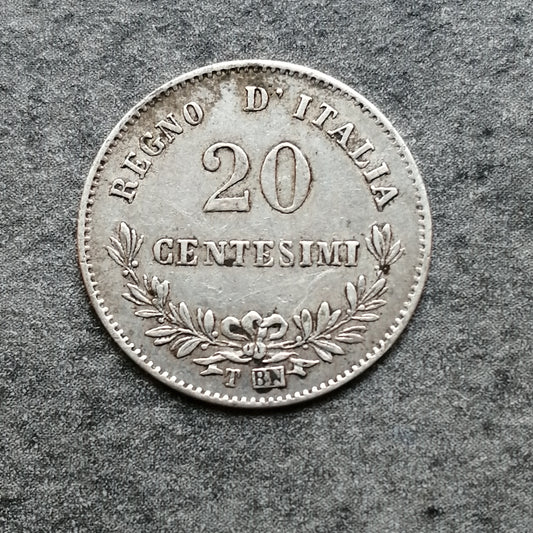 REGNO D'ITALIA
20
CENTESIMI
T BN